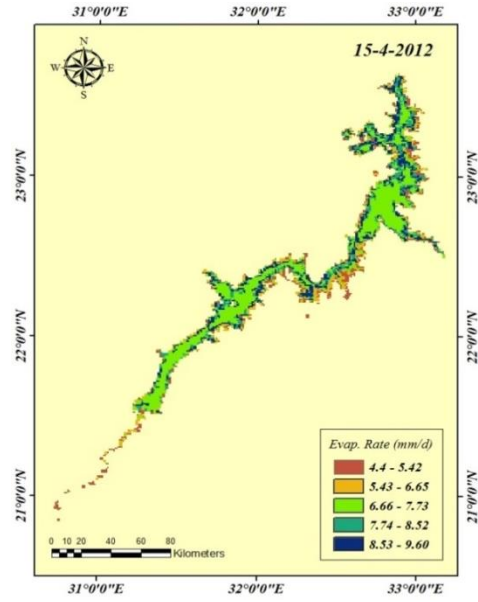 31°0'0"E 32°0'0"E 33°0'0"E
15-4-2012
N
W E
S
23°0'0"N 23°0'0"N
22°0'0"N 22°0'0"N
21°0'0"N 21°0'0"N
Evap. Rate (mm/d)
4.4 - 5.42
5.43 - 6.65
6.66 - 7.73
7.74 - 8.52
8.53 - 9.60
0 10 20 40 60 80
Kilometers
31°0'0"E 32°0'0"E 33°0'0"E